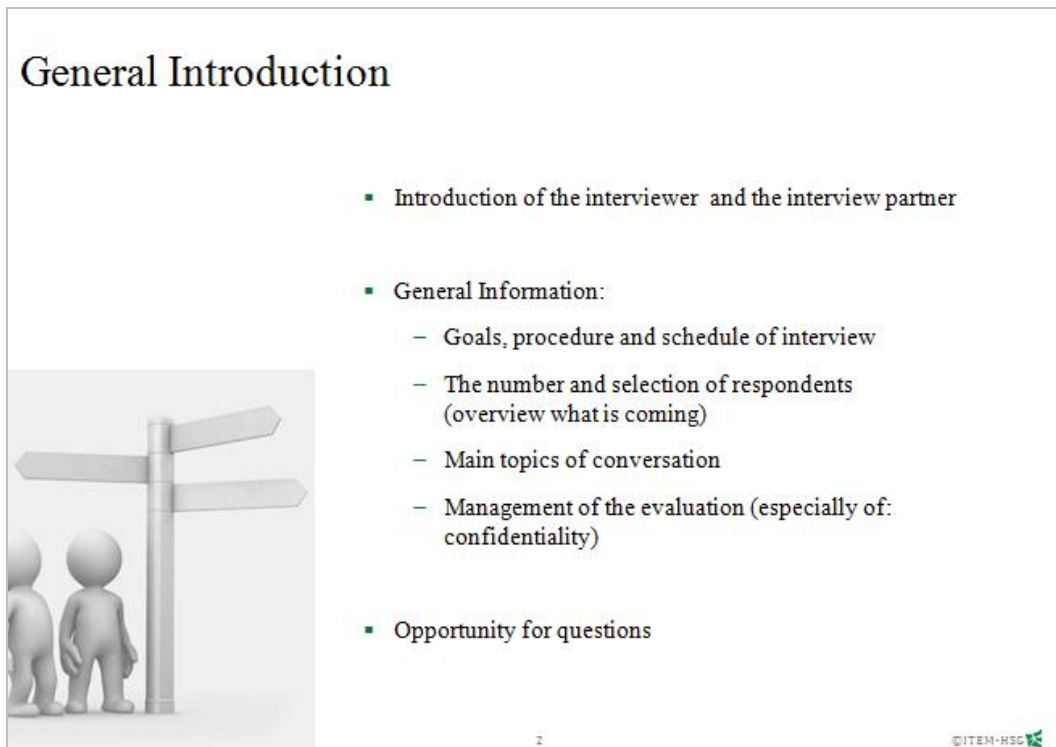 General Introduction
▪ Introduction of the interviewer and the interview partner
▪ General Information:
– Goals, procedure and schedule of interview
– The number and selection of respondents
(overview what is coming)
– Main topics of conversation
– Management of the evaluation (especially of:
confidentiality)
▪ Opportunity for questions
2
©ITEM-HSG